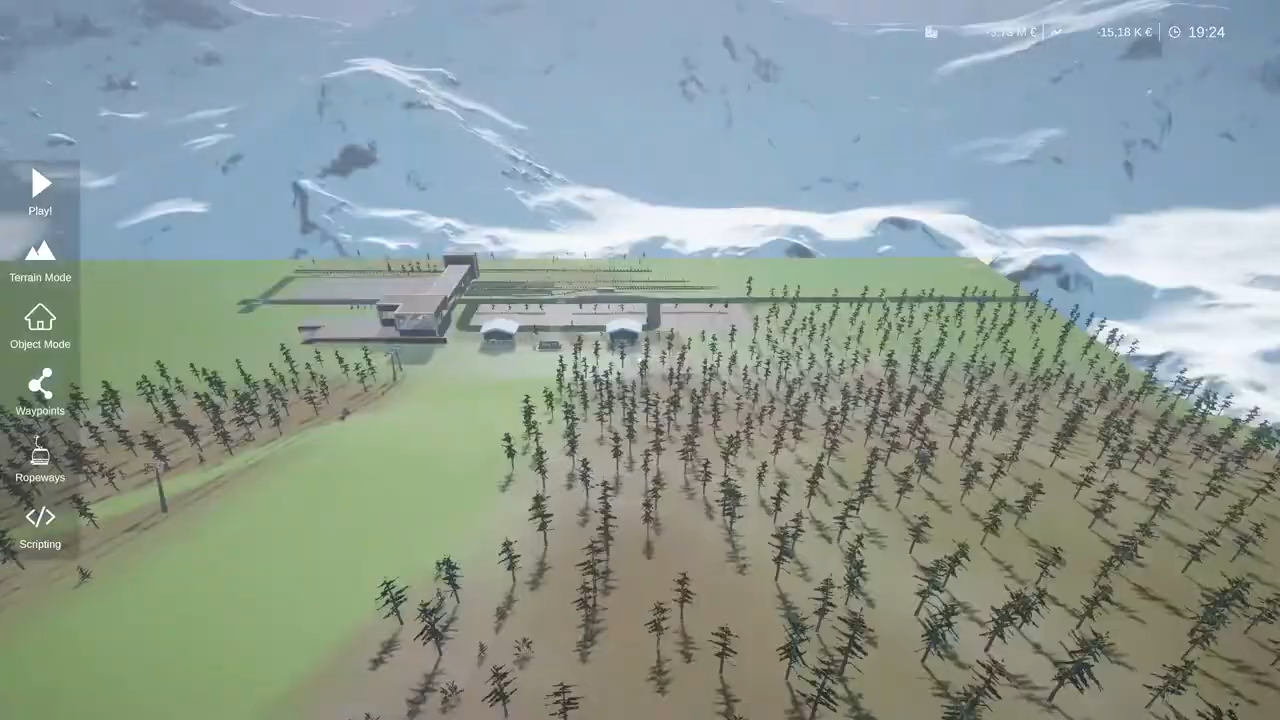 -15,18 K €
19:24
Play!
Terrain Mode
Object Mode
Waypoints
Ropeways
Scripting